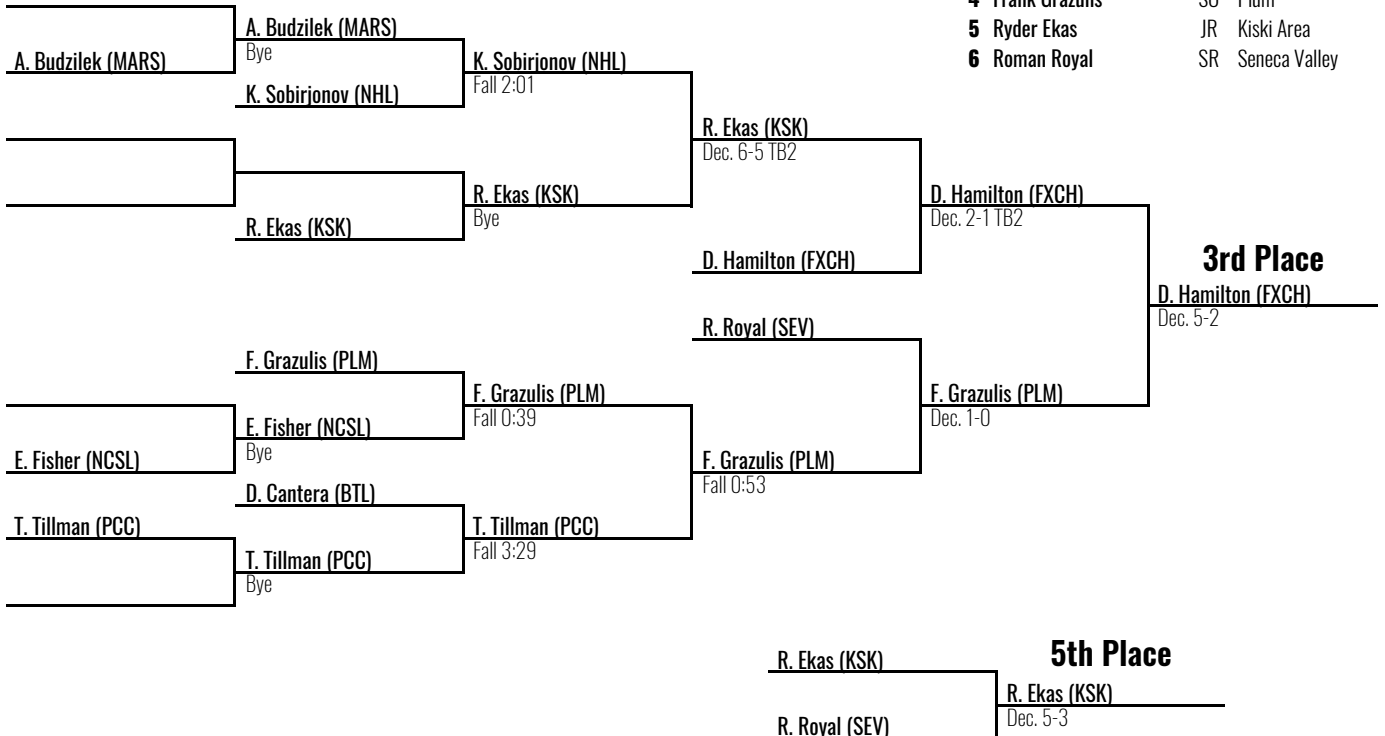 4 Frank Grazulis SO Plum
5 Ryder Ekas JR Kiski Area
6 Roman Royal SR Seneca Valley
A. Budzilek (MARS)
A. Budzilek (MARS)
Bye
K. Sobirjonov (NHL)
K. Sobirjonov (NHL)
Fall 2:01
R. Ekas (KSK)
Dec. 6-5 TB2
R. Ekas (KSK)
R. Ekas (KSK)
Bye
D. Hamilton (FXCH)
Dec. 2-1 TB2
D. Hamilton (FXCH)
3rd Place
D. Hamilton (FXCH)
Dec. 5-2
R. Royal (SEV)
F. Grazulis (PLM)
F. Grazulis (PLM)
Fall 0:39
F. Grazulis (PLM)
Dec. 1-0
E. Fisher (NCSL)
E. Fisher (NCSL)
Bye
F. Grazulis (PLM)
Fall 0:53
D. Cantera (BTL)
T. Tillman (PCC)
T. Tillman (PCC)
Fall 3:29
T. Tillman (PCC)
Bye
5th Place
R. Ekas (KSK)
R. Ekas (KSK)
Dec. 5-3
R. Royal (SEV)